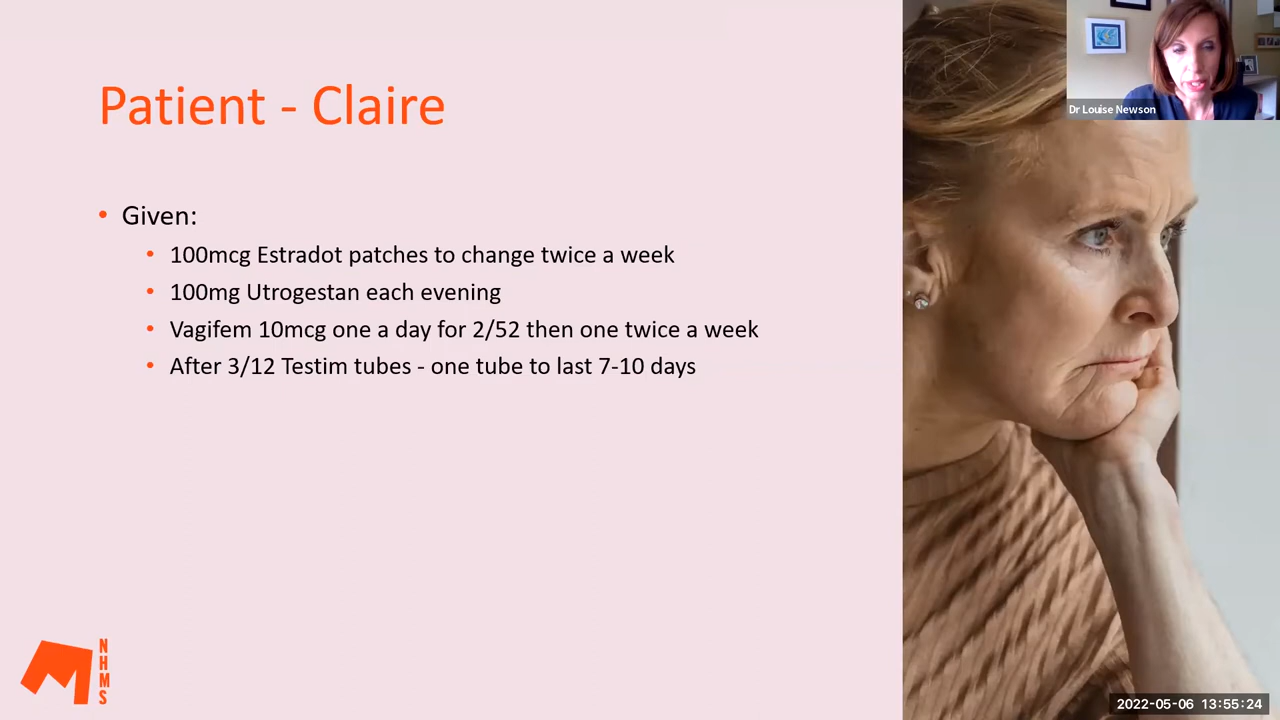 Patient - Claire
Dr Louise Newson
• Given:
• 100mcg Estradot patches to change twice a week
• 100mg Utrogestan each evening
• Vagifem 10mcg one a day for 2/52 then one twice a week
• After 3/12 Testim tubes - one tube to last 7-10 days
NHMS
2022-05-06 13:55:24